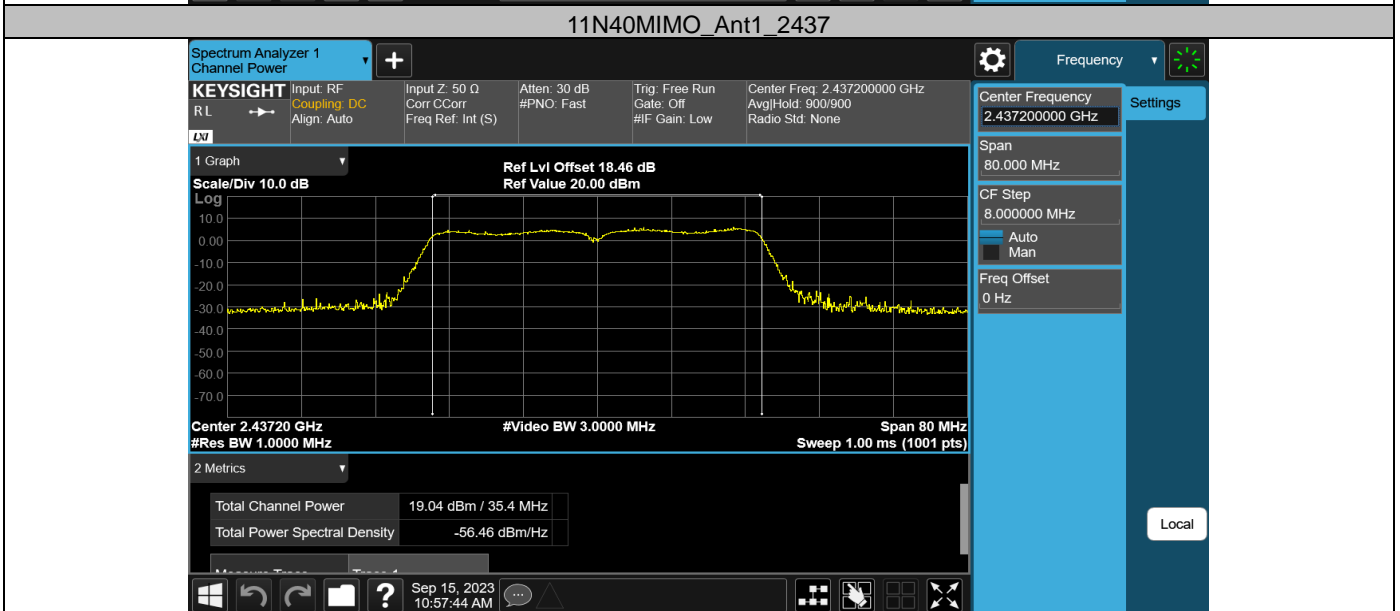 11N40MIMO_Ant1_2437
Spectrum Analyzer 1
Channel Power
Frequency
KEYSIGHT
R L
LXI
Input: RF
Coupling: DC
Align: Auto
Input Z: 50 Ω
Corr CCorr
Freq Ref: Int (S)
Atten: 30 dB
#PNO: Fast
Trig: Free Run
Gate: Off
#IF Gain: Low
Center Freq: 2.437200000 GHz
Avg|Hold: 900/900
Radio Std: None
Center Frequency
2.437200000 GHz
Settings
Span
80.000 MHz
CF Step
8.000000 MHz
Auto
Man
Freq Offset
0 Hz
Local
1 Graph
Scale/Div 10.0 dB
Ref Lvl Offset 18.46 dB
Ref Value 20.00 dBm
Log
10.0
0.00
-10.0
-20.0
-30.0
-40.0
-50.0
-60.0
-70.0
Center 2.43720 GHz
#Video BW 3.0000 MHz
Span 80 MHz
#Res BW 1.0000 MHz
Sweep 1.00 ms (1001 pts)
2 Metrics
Total Channel Power 19.04 dBm / 35.4 MHz
Total Power Spectral Density -56.46 dBm/Hz
Measure Trace Trace 1
?
Sep 15, 2023
10:57:44 AM